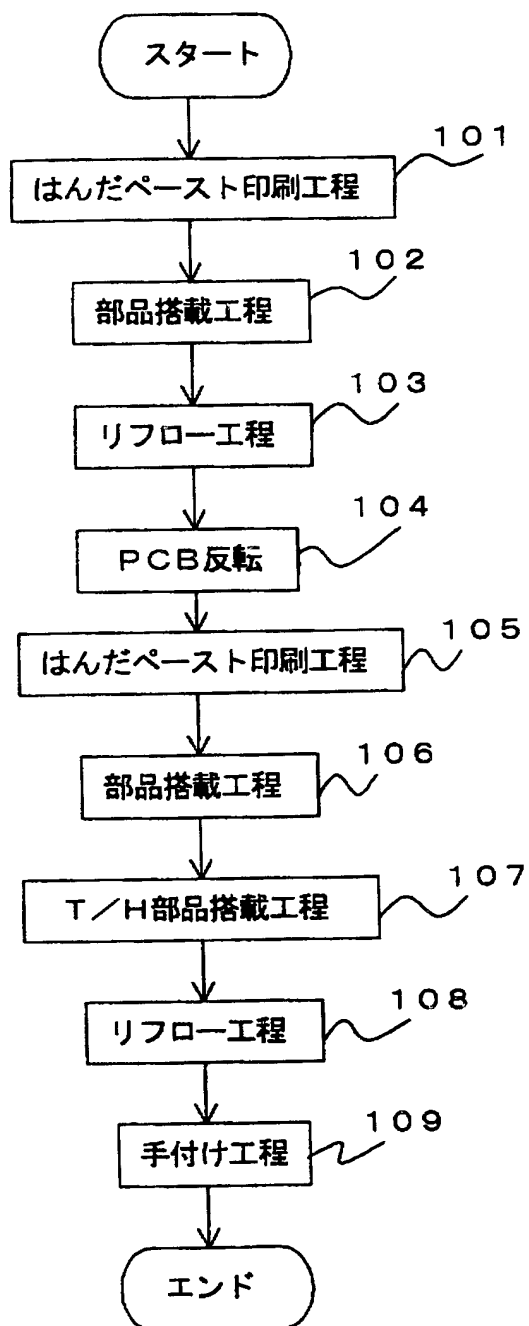 スタート
101
はんだペースト印刷工程
102
部品搭載工程
103
リフロー工程
104
PCB反転
105
はんだペースト印刷工程
106
部品搭載工程
107
T/H部品搭載工程
108
リフロー工程
109
手付け工程
エンド